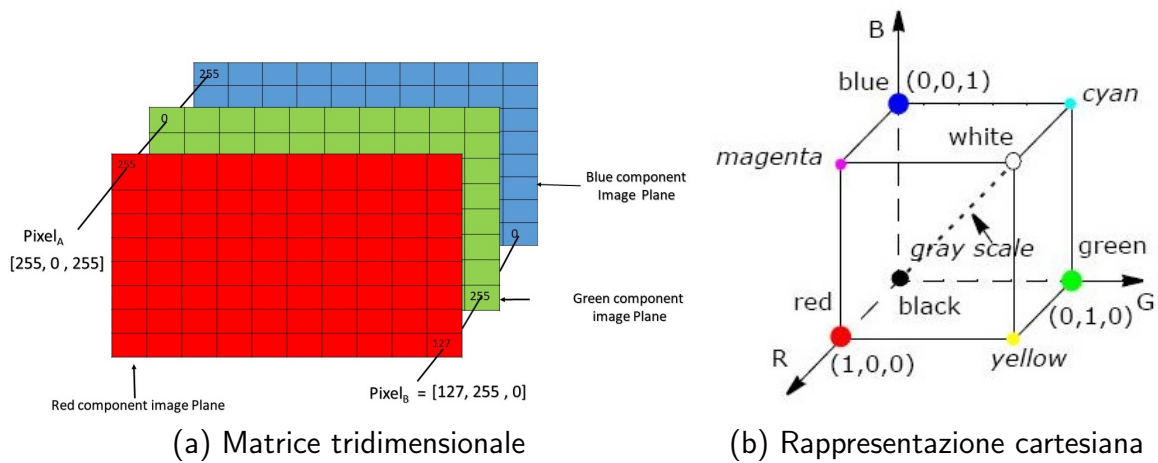 255
0
255
Blue component
Image Plane
Pixel_A
[255, 0 , 255]
0
255
Green component
image Plane
127
Red component image Plane
Pixel_B = [127, 255 , 0]
(a) Matrice tridimensionale
B
blue (0,0,1)
cyan
white
magenta
gray scale
green
red
black
G
(0,1,0)
R
(1,0,0)
yellow
(b) Rappresentazione cartesiana